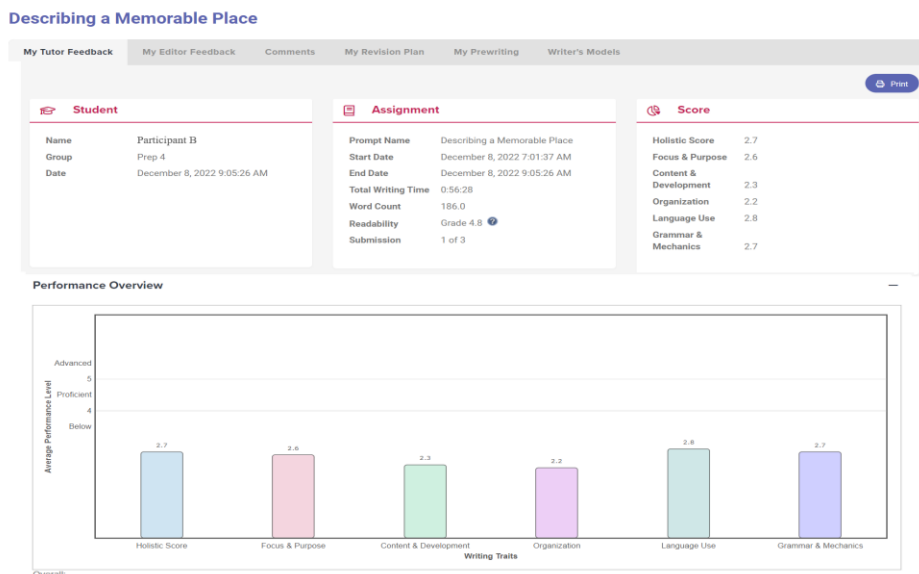 Describing a Memorable Place
My Tutor Feedback My Editor Feedback Comments My Revision Plan My Prewriting Writer's Models
Print
Student
Name Participant B
Group Prep 4
Date December 8, 2022 9:05:26 AM
Assignment
Prompt Name Describing a Memorable Place
Start Date December 8, 2022 7:01:37 AM
End Date December 8, 2022 9:05:26 AM
Total Writing Time 0:56:28
Word Count 186.0
Readability Grade 4.8 ?
Submission 1 of 3
Score
Holistic Score 2.7
Focus & Purpose 2.6
Content &
Development 2.3
Organization 2.2
Language Use 2.8
Grammar &
Mechanics 2.7
Performance Overview
Average Performance Level
Advanced
5
Proficient
4
Below
2.7 2.6 2.3 2.2 2.8 2.7
Holistic Score Focus & Purpose Content & Development Organization Language Use Grammar & Mechanics
Writing Traits